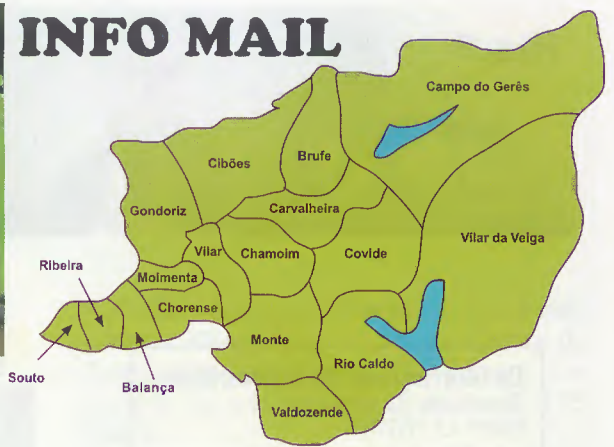 INFO MAIL
Campo do Gerês
Brufe
Cibões
Carvalheira
Gondoriz
Vilar da Veiga
Vilar
Chamoim
Covide
Ribeira
Moimenta
Chorense
Monte
Rio Caldo
Souto
Balança
Valdozende